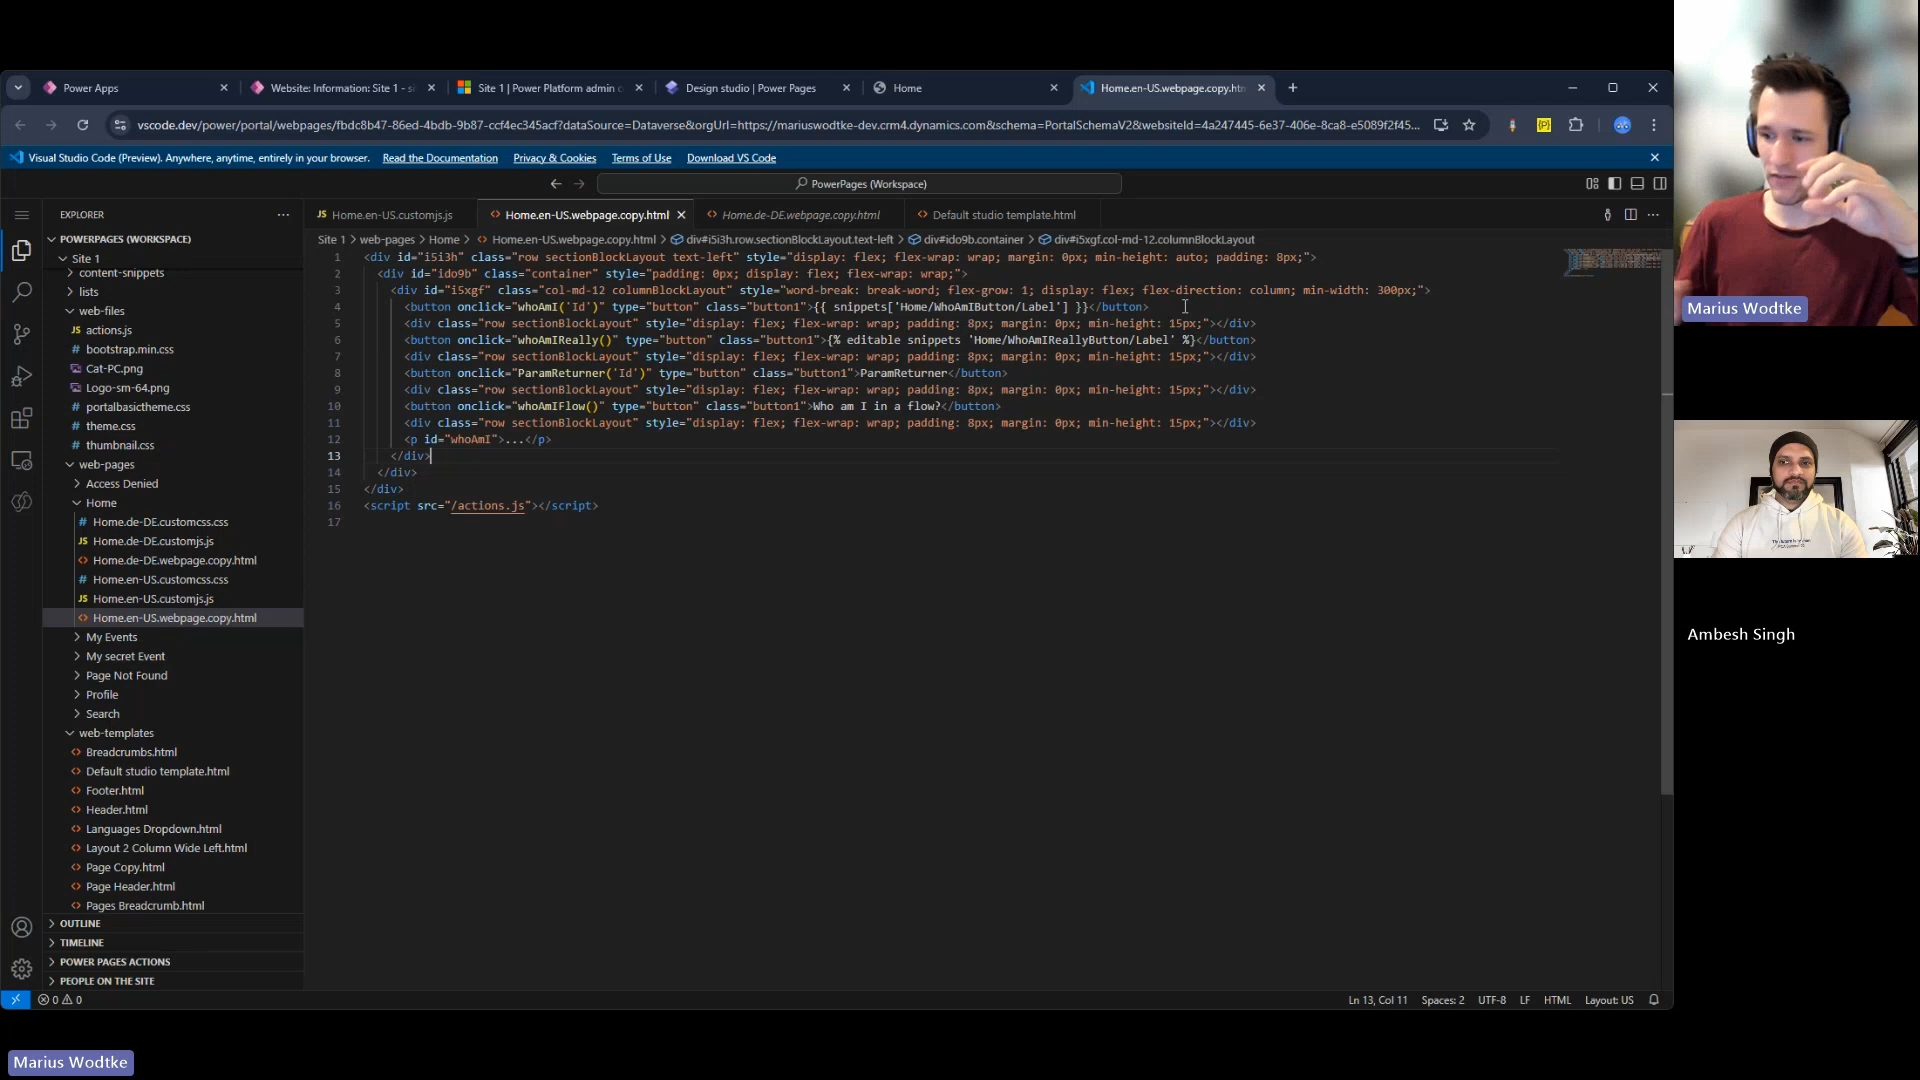 Power Apps
Website: Information: Site 1 - si
Site 1 | Power Platform admin c
Design studio | Power Pages
Home
Home.en-US.webpage.copy.htm
vscode.dev/power/portal/webpages/fbdc8b47-86ed-4bdb-9b87-ccf4ec345acf?dataSource=Dataverse&orgUrl=https://mariuswodtke-dev.crm4.dynamics.com&schema=PortalSchemaV2&websiteId=4a247445-6e37-406e-8ca8-e5089f2f45...
Visual Studio Code (Preview). Anywhere, anytime, entirely in your browser. Read the Documentation Privacy & Cookies Terms of Use Download VS Code
PowerPages (Workspace)
EXPLORER
JS Home.en-US.customjs.js
Home.en-US.webpage.copy.html
Home.de-DE.webpage.copy.html
Default studio template.html
Site 1 > web-pages > Home > Home.en-US.webpage.copy.html > div#i5i3h.row.sectionBlockLayout.text-left > div#ido9b.container > div#i5xgf.col-md-12.columnBlockLayout
POWERPAGES (WORKSPACE)
Site 1
content-snippets
lists
web-files
JS actions.js
# bootstrap.min.css
Cat-PC.png
Logo-sm-64.png
# portalbasictheme.css
# theme.css
# thumbnail.css
web-pages
Access Denied
Home
# Home.de-DE.customcss.css
JS Home.de-DE.customjs.js
Home.de-DE.webpage.copy.html
# Home.en-US.customcss.css
JS Home.en-US.customjs.js
Home.en-US.webpage.copy.html
My Events
My secret Event
Page Not Found
Profile
Search
web-templates
Breadcrumbs.html
Default studio template.html
Footer.html
Header.html
Languages Dropdown.html
Layout 2 Column Wide Left.html
Page Copy.html
Page Header.html
Pages Breadcrumb.html
OUTLINE
TIMELINE
POWER PAGES ACTIONS
PEOPLE ON THE SITE
1 <div id="i5i3h" class="row sectionBlockLayout text-left" style="display: flex; flex-wrap: wrap; margin: 0px; min-height: auto; padding: 8px;">
2 <div id="ido9b" class="container" style="padding: 0px; display: flex; flex-wrap: wrap;">
3 <div id="i5xgf" class="col-md-12 columnBlockLayout" style="word-break: break-word; flex-grow: 1; display: flex; flex-direction: column; min-width: 300px;">
4 <button onclick="whoAmI('Id')" type="button" class="button1">{{ snippets['Home/WhoAmIButton/Label'] }}</button>
5 <div class="row sectionBlockLayout" style="display: flex; flex-wrap: wrap; padding: 8px; margin: 0px; min-height: 15px;"></div>
6 <button onclick="whoAmIReally()" type="button" class="button1">{% editable snippets 'Home/WhoAmIReallyButton/Label' %}</button>
7 <div class="row sectionBlockLayout" style="display: flex; flex-wrap: wrap; padding: 8px; margin: 0px; min-height: 15px;"></div>
8 <button onclick="ParamReturner('Id')" type="button" class="button1">ParamReturner</button>
9 <div class="row sectionBlockLayout" style="display: flex; flex-wrap: wrap; padding: 8px; margin: 0px; min-height: 15px;"></div>
10 <button onclick="whoAmIFlow()" type="button" class="button1">Who am I in a flow?</button>
11 <div class="row sectionBlockLayout" style="display: flex; flex-wrap: wrap; padding: 8px; margin: 0px; min-height: 15px;"></div>
12 <p id="whoAmI">...</p>
13 </div>
14 </div>
15 </div>
16 <script src="/actions.js"></script>
17
0 0
Ln 13, Col 11 Spaces: 2 UTF-8 LF HTML Layout: US
Marius Wodtke
Ambesh Singh
Marius Wodtke